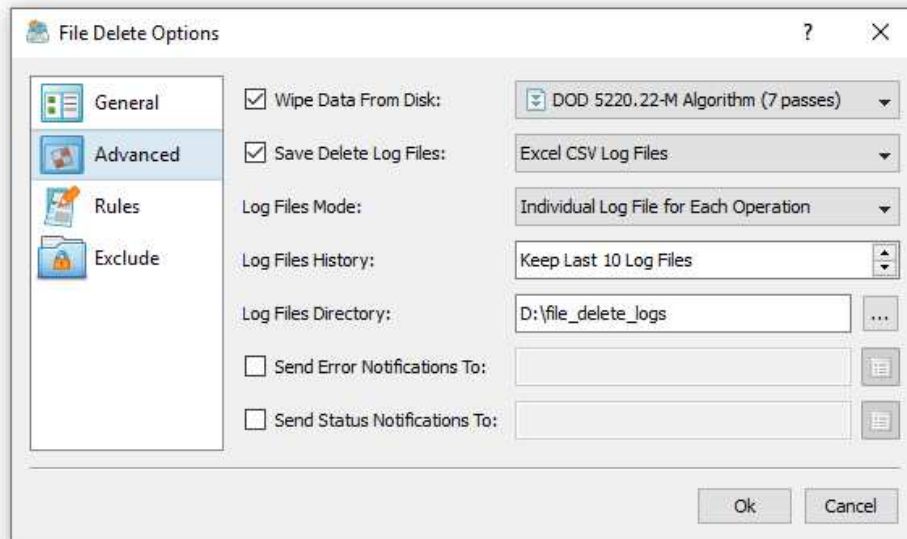 File Delete Options
General
Advanced
Rules
Exclude
Wipe Data From Disk: DOD 5220.22-M Algorithm (7 passes)
Save Delete Log Files: Excel CSV Log Files
Log Files Mode: Individual Log File for Each Operation
Log Files History: Keep Last 10 Log Files
Log Files Directory: D:\file_delete_logs ...
Send Error Notifications To:
Send Status Notifications To:
Ok Cancel